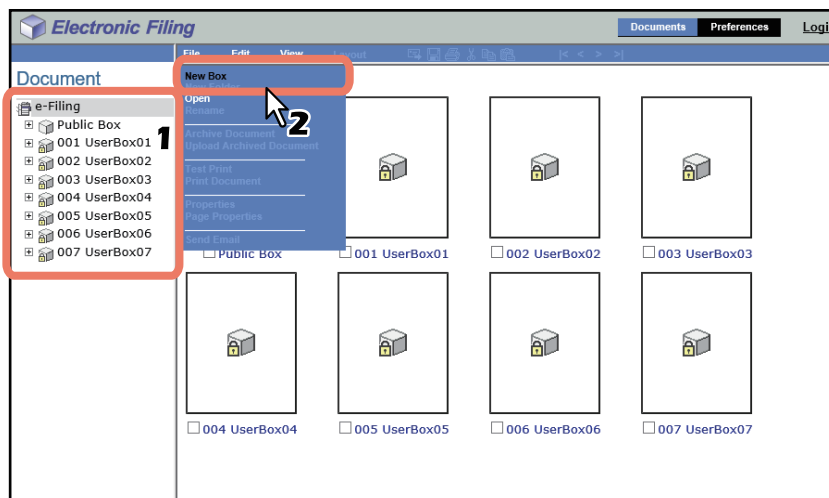 Electronic Filing
Documents Preferences Logi
File Edit View Layout |< < > >|
Document
e-Filing
Public Box
001 UserBox01
002 UserBox02
003 UserBox03
004 UserBox04
005 UserBox05
006 UserBox06
007 UserBox07
1
New Box
New Folder
Open
Rename
2
Archive Document
Upload Archived Document
Test Print
Print Document
Properties
Page Properties
Send Email
Public Box 001 UserBox01 002 UserBox02 003 UserBox03
004 UserBox04 005 UserBox05 006 UserBox06 007 UserBox07